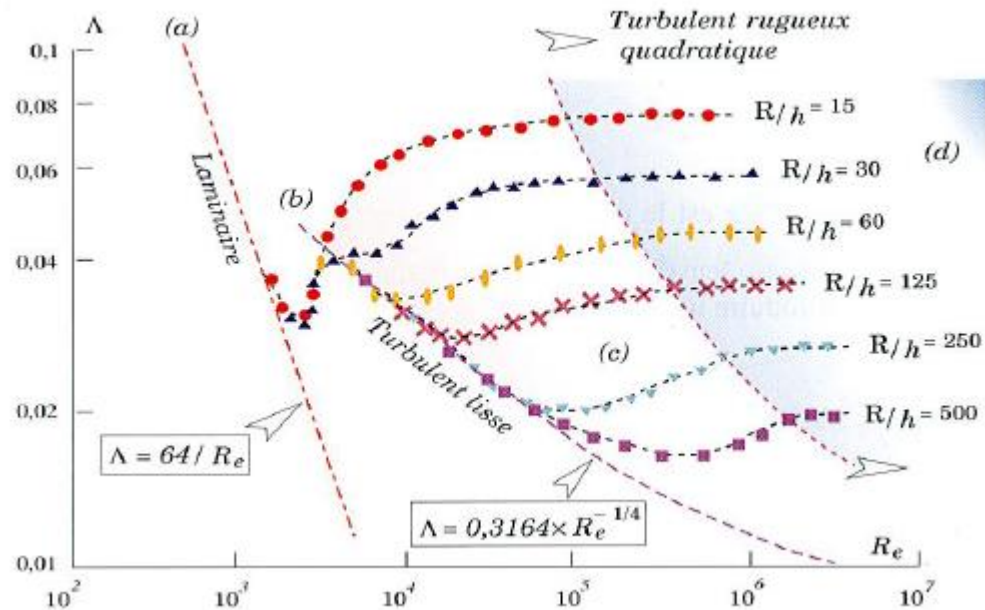 Λ
(a)
Turbulent rugueux
quadratique
0,1
0,08
0,06
0,04
0,02
0,01
Laminaire
(b)
R/h = 15
(d)
R/h = 30
R/h = 60
R/h = 125
(c)
R/h = 250
R/h = 500
Turbulent lisse
Λ = 64 / Re
Λ = 0,3164 × Re^-1/4
Re
10^2
10^-3
10^4
10^5
10^6
10^7